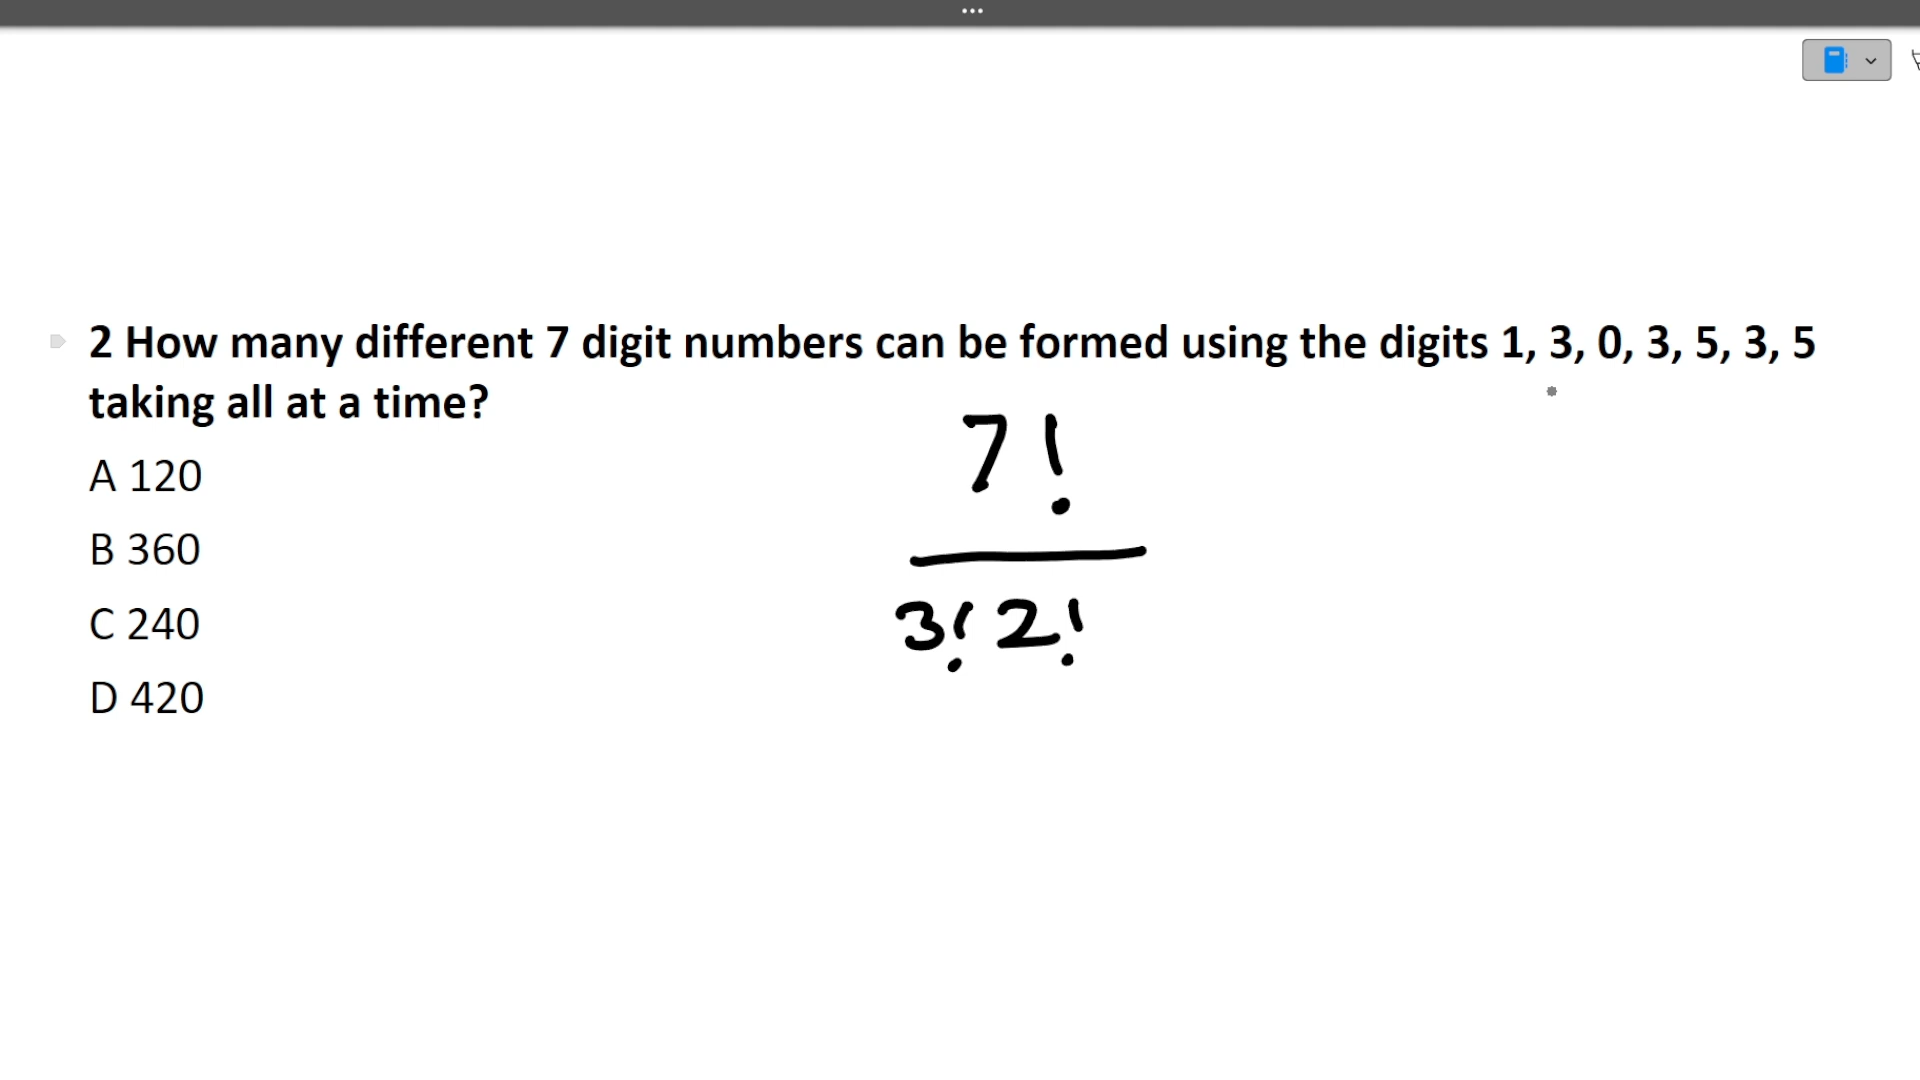 2 How many different 7 digit numbers can be formed using the digits 1, 3, 0, 3, 5, 3, 5
taking all at a time?
A 120
B 360
C 240
D 420
7!
3! 2!